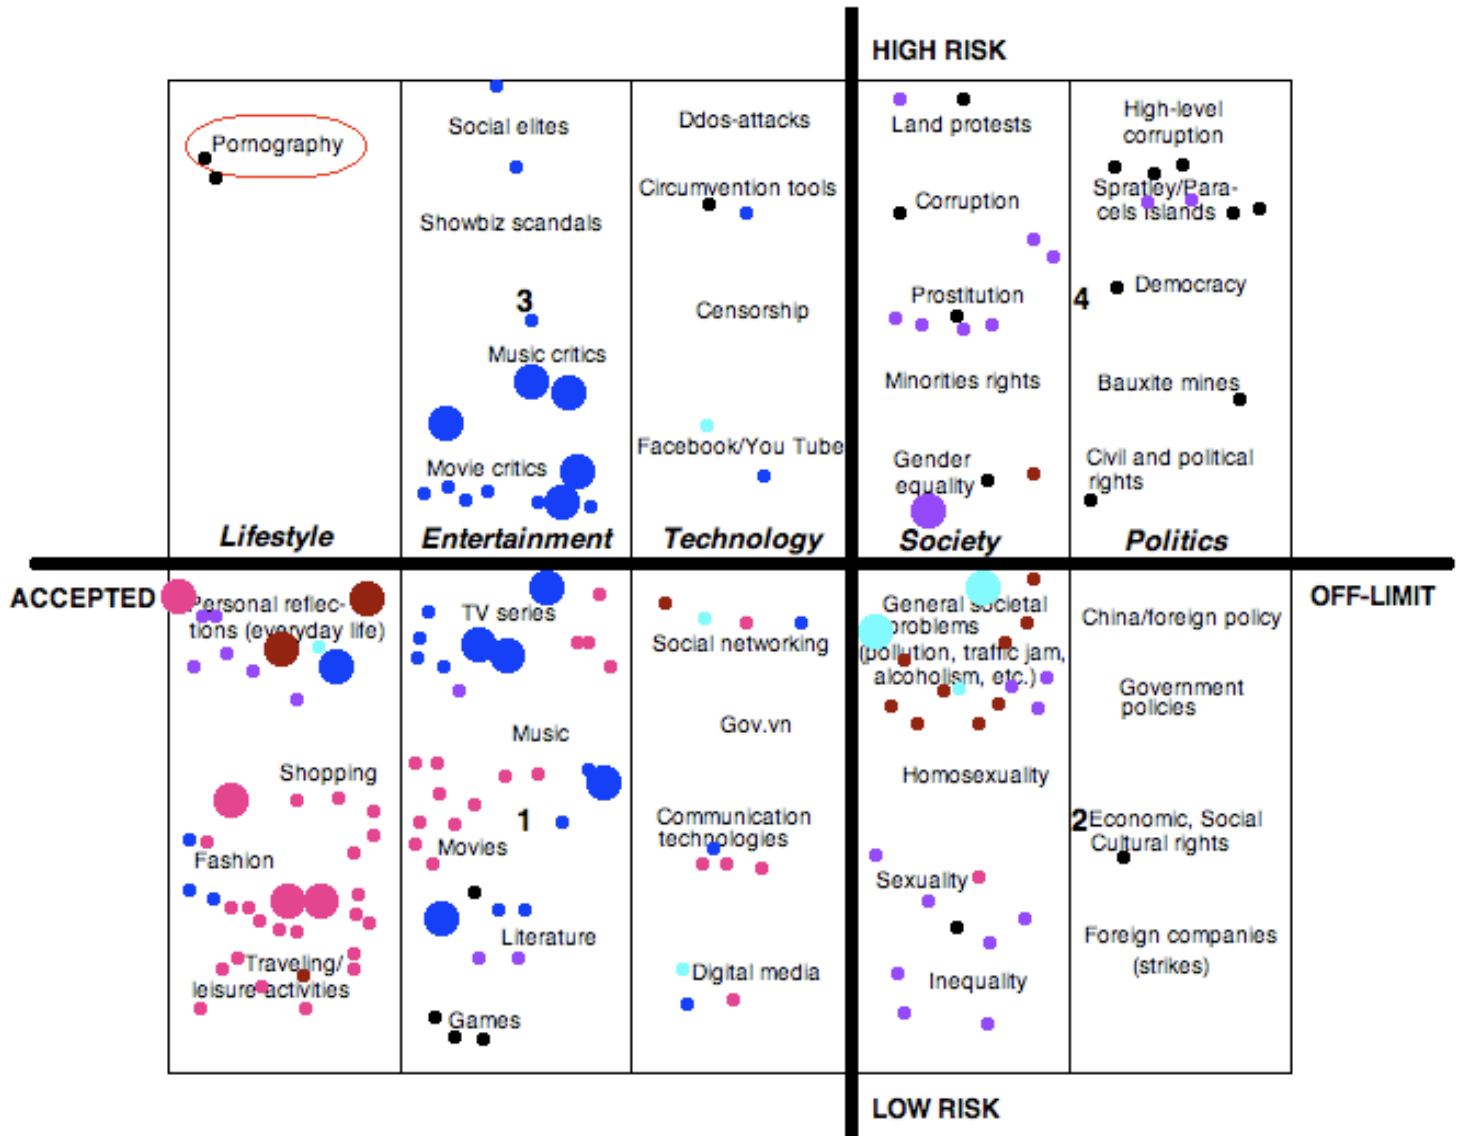 HIGH RISK
Pornography
Social elites
Showbiz scandals
3
Music critics
Movie critics
Ddos-attacks
Circumvention tools
Censorship
Facebook/You Tube
Land protests
Corruption
Prostitution
Minorities rights
Gender
equality
High-level
corruption
Spratley/Para-
cels Islands
4
Democracy
Bauxite mines
Civil and political
rights
Lifestyle
Entertainment
Technology
Society
Politics
ACCEPTED
OFF-LIMIT
Personal reflec-
tions (everyday life)
Shopping
Fashion
Traveling/
leisure activities
TV series
Music
1
Movies
Literature
Games
Social networking
Gov.vn
Communication
technologies
Digital media
General societal
problems
(pollution, traffic jam,
alcoholism, etc.)
Homosexuality
Sexuality
Inequality
China/foreign policy
Government
policies
2
Economic, Social
Cultural rights
Foreign companies
(strikes)
LOW RISK